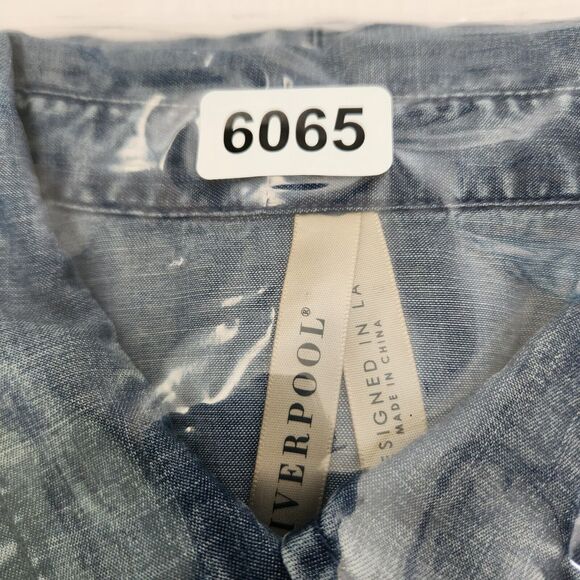 6065
IVERPOOL®
ESIGNED IN LA
MADE IN CHINA